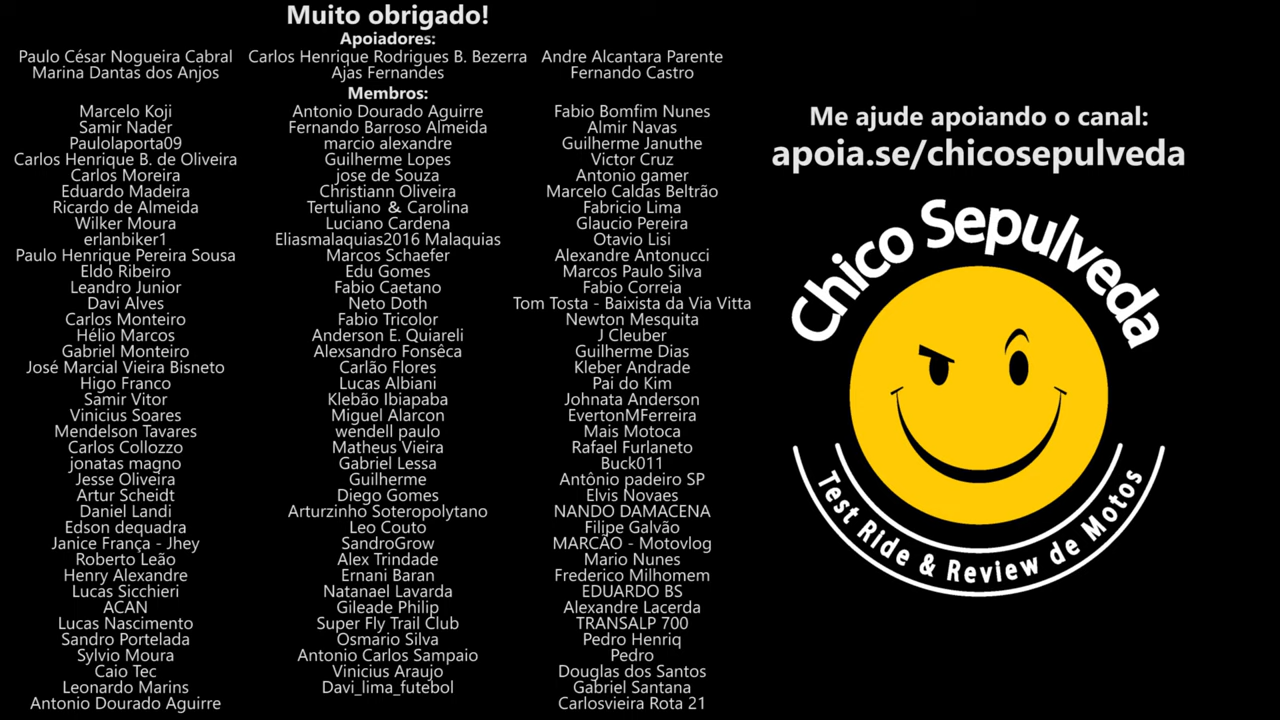 Muito obrigado!
Apoiadores:
Paulo César Nogueira Cabral
Carlos Henrique Rodrigues B. Bezerra
Andre Alcantara Parente
Marina Dantas dos Anjos
Ajas Fernandes
Fernando Castro
Membros:
Marcelo Koji
Samir Nader
Paulolaporta09
Carlos Henrique B. de Oliveira
Carlos Moreira
Eduardo Madeira
Ricardo de Almeida
Wilker Moura
erlanbiker1
Paulo Henrique Pereira Sousa
Eldo Ribeiro
Leandro Junior
Davi Alves
Carlos Monteiro
Hélio Marcos
Gabriel Monteiro
José Marcial Vieira Bisneto
Higo Franco
Samir Vitor
Vinicius Soares
Mendelson Tavares
Carlos Collozzo
jonatas magno
Jesse Oliveira
Artur Scheidt
Daniel Landi
Edson dequadra
Janice França - Jhey
Roberto Leão
Henry Alexandre
Lucas Sicchieri
ACAN
Lucas Nascimento
Sandro Portelada
Sylvio Moura
Caio Tec
Leonardo Marins
Antonio Dourado Aguirre
Antonio Dourado Aguirre
Fernando Barroso Almeida
marcio alexandre
Guilherme Lopes
jose de Souza
Christiann Oliveira
Tertuliano & Carolina
Luciano Cardena
Eliasmalaquias2016 Malaquias
Marcos Schaefer
Edu Gomes
Fabio Caetano
Neto Doth
Fabio Tricolor
Anderson E. Quiareli
Alexsandro Fonsêca
Carlão Flores
Lucas Albiani
Klebão Ibiapaba
Miguel Alarcon
wendell paulo
Matheus Vieira
Gabriel Lessa
Guilherme
Diego Gomes
Arturzinho Soteropolytano
Leo Couto
SandroGrow
Alex Trindade
Ernani Baran
Natanael Lavarda
Gileade Philip
Super Fly Trail Club
Osmario Silva
Antonio Carlos Sampaio
Vinicius Araujo
Davi_lima_futebol
Fabio Bomfim Nunes
Almir Navas
Guilherme Januthe
Victor Cruz
Antonio gamer
Marcelo Caldas Beltrão
Fabricio Lima
Glaucio Pereira
Otavio Lisi
Alexandre Antonucci
Marcos Paulo Silva
Fabio Correia
Tom Tosta - Baixista da Via Vitta
Newton Mesquita
J Cleuber
Guilherme Dias
Kleber Andrade
Pai do Kim
Johnata Anderson
EvertonMFerreira
Mais Motoca
Rafael Furlaneto
Buck011
Antônio padeiro SP
Elvis Novaes
NANDO DAMACENA
Filipe Galvão
MARCÃO - Motovlog
Mario Nunes
Frederico Milhomem
EDUARDO BS
Alexandre Lacerda
TRANSALP 700
Pedro Henriq
Pedro
Douglas dos Santos
Gabriel Santana
Carlosvieira Rota 21
Me ajude apoiando o canal:
apoia.se/chicosepulveda
Chico Sepulveda
Test Ride & Review de Motos